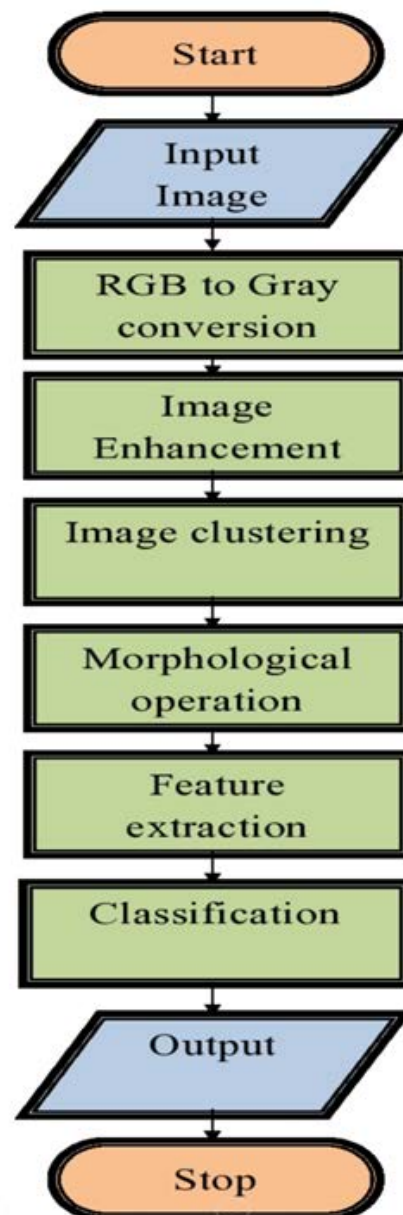 Start
Input
Image
RGB to Gray
conversion
Image
Enhancement
Image clustering
Morphological
operation
Feature
extraction
Classification
Output
Stop